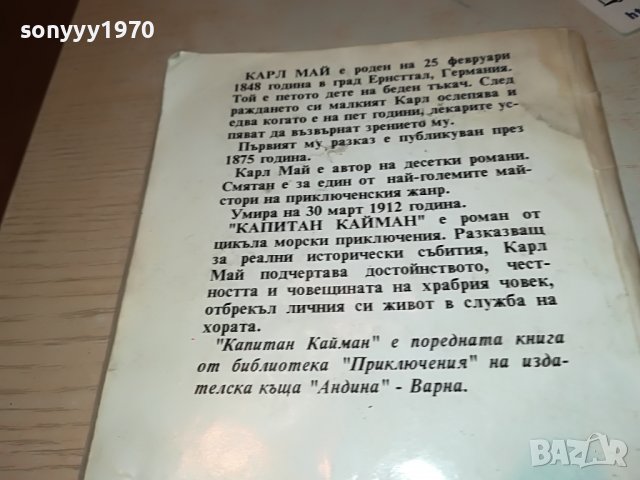 sonyyy1970
КАРЛ МАЙ е роден на 25 февруари
1848 година в град Ернсттал, Германия.
Той е петото дете на беден тъкач. След
раждането си малкият Карл ослепява и
едва когато е на пет години, лекарите ус-
пяват да възвърнат зрението му.
Първият му разказ е публикуван през
1875 година.
Карл Май е автор на десетки романи.
Смятан е за един от най-големите май-
стори на приключенския жанр.
Умира на 30 март 1912 година.
"КАПИТАН КАЙМАН" е роман от
цикъла морски приключения. Разказващ
за реални исторически събития, Карл
Май подчертава достойнството, чест-
ността и човещината на храбрия човек,
отбрекъл личния си живот в служба на
хората.
"Капитан Кайман" е поредната книга
от библиотека "Приключения" на изда-
телска къща "Андина" - Варна.
BAZAR